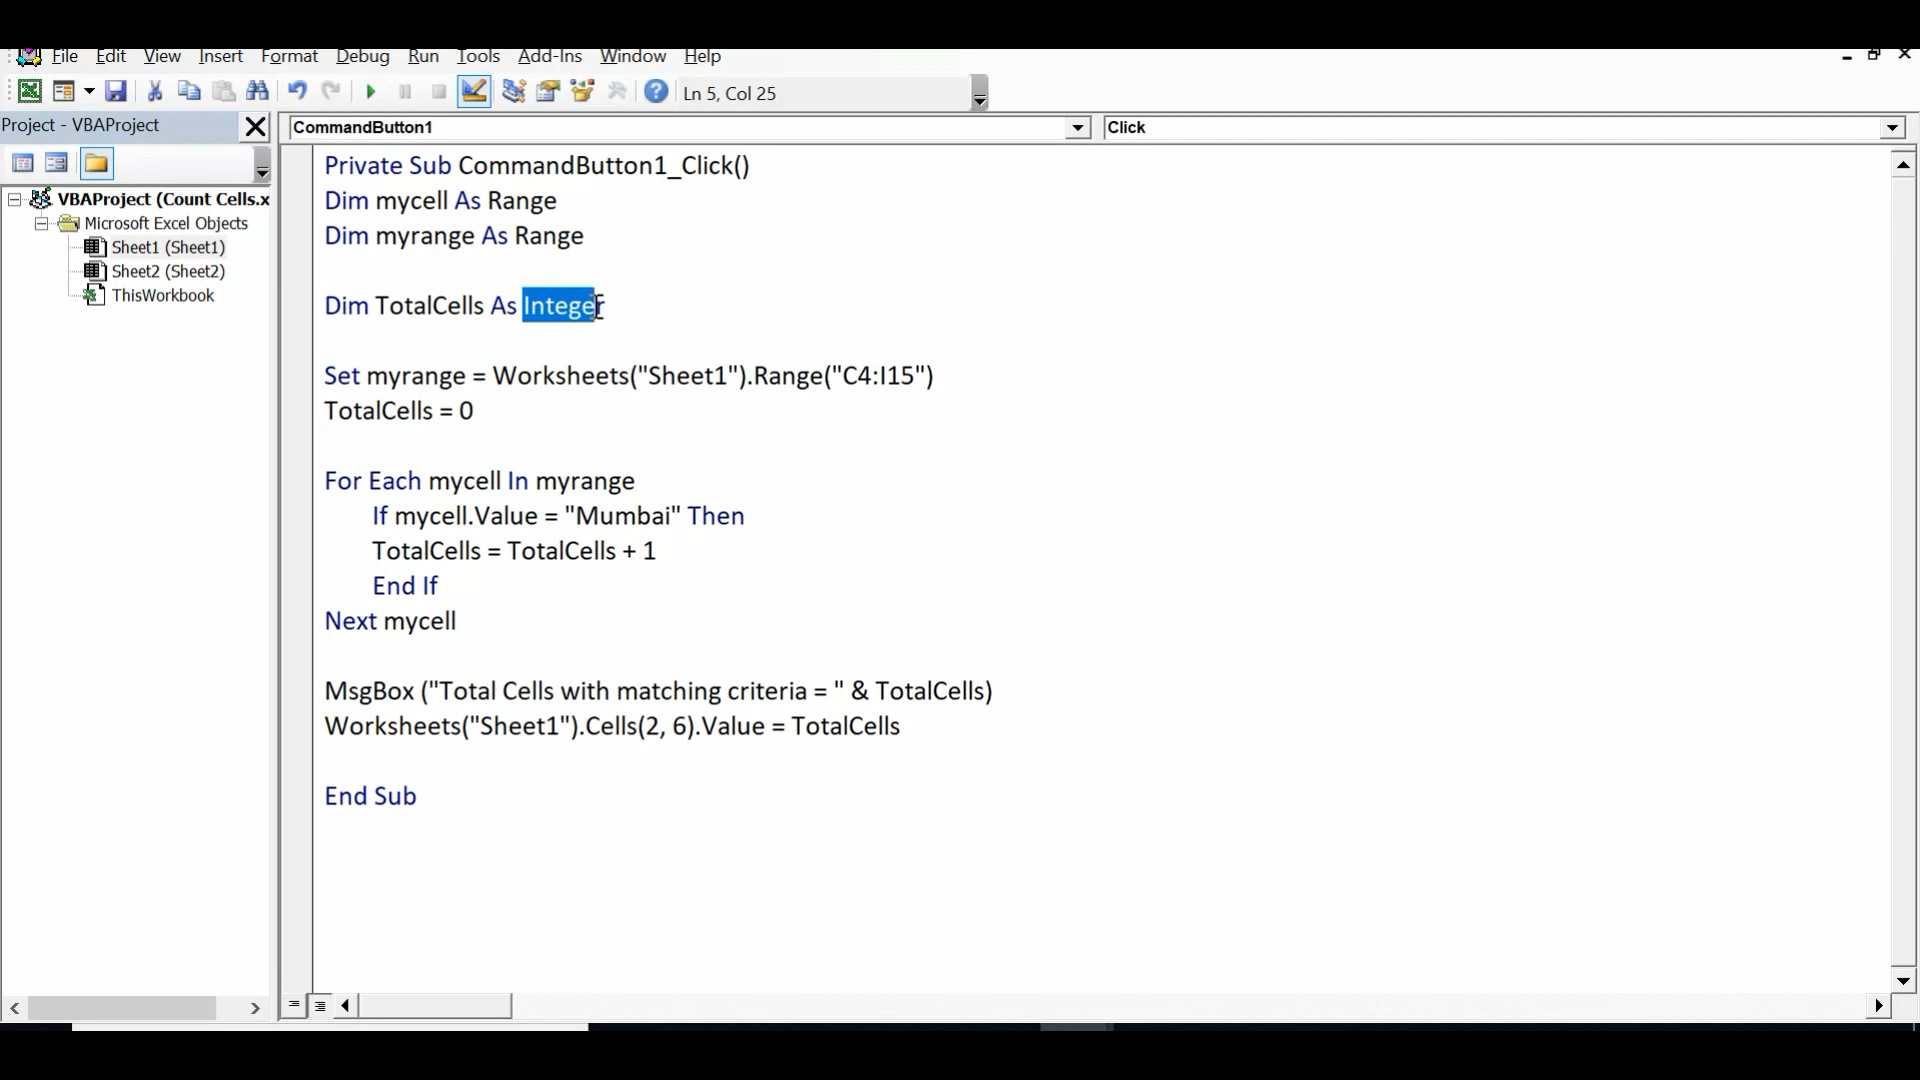 File Edit View Insert Format Debug Run Tools Add-Ins Window Help
Ln 5, Col 25
Project - VBAProject
VBAProject (Count Cells.x
Microsoft Excel Objects
Sheet1 (Sheet1)
Sheet2 (Sheet2)
ThisWorkbook
CommandButton1 Click
Private Sub CommandButton1_Click()
Dim mycell As Range
Dim myrange As Range
Dim TotalCells As Integer
Set myrange = Worksheets("Sheet1").Range("C4:I15")
TotalCells = 0
For Each mycell In myrange
If mycell.Value = "Mumbai" Then
TotalCells = TotalCells + 1
End If
Next mycell
MsgBox ("Total Cells with matching criteria = " & TotalCells)
Worksheets("Sheet1").Cells(2, 6).Value = TotalCells
End Sub